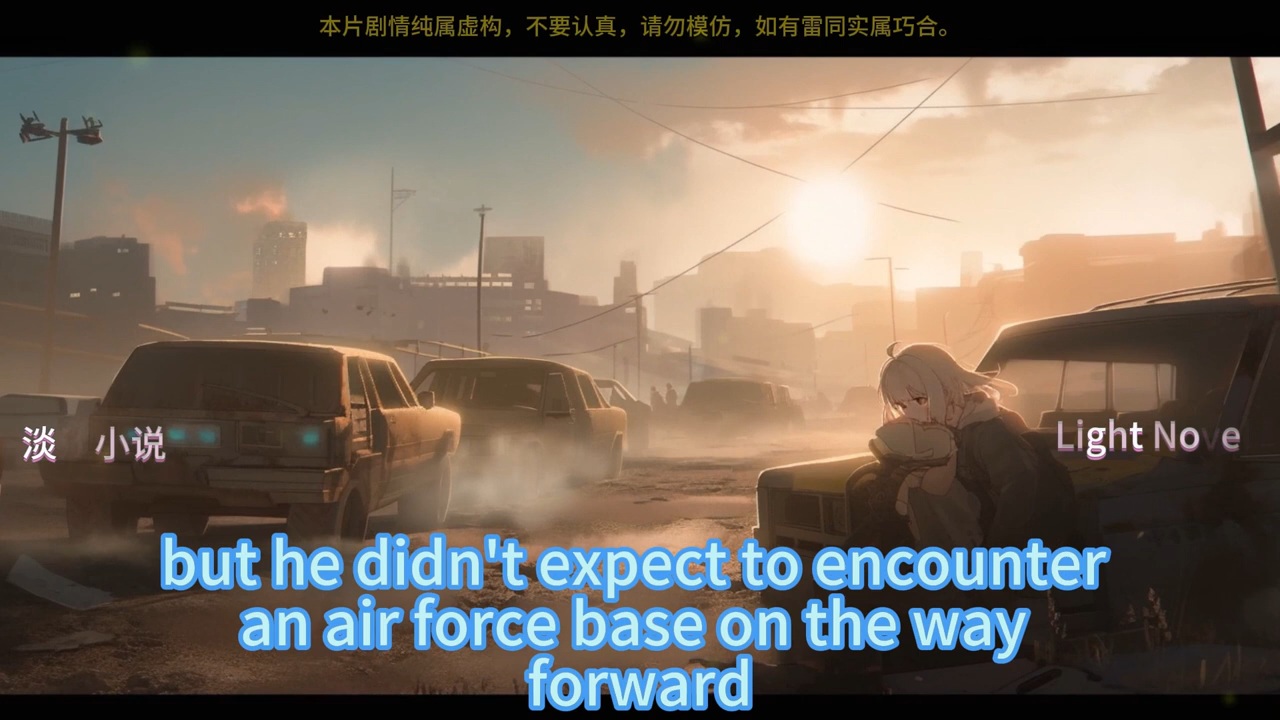 本片剧情纯属虚构，不要认真，请勿模仿，如有雷同实属巧合。
淡 小说
Light Nove
but he didn't expect to encounter
an air force base on the way
forward